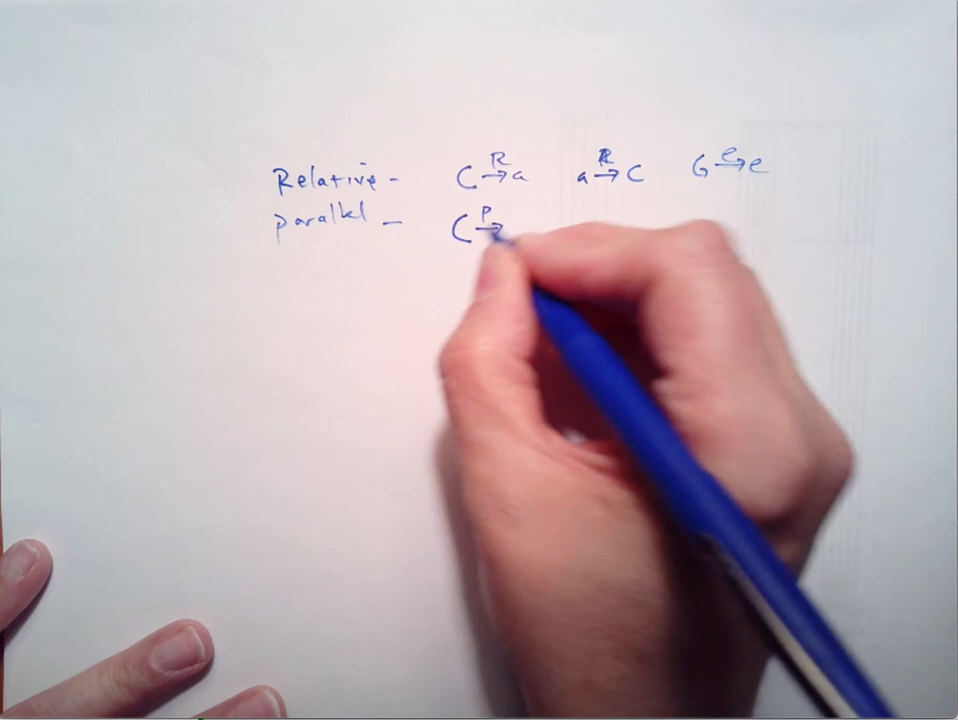 Relative - C →R a a →R C G →e e
parallel - C →P